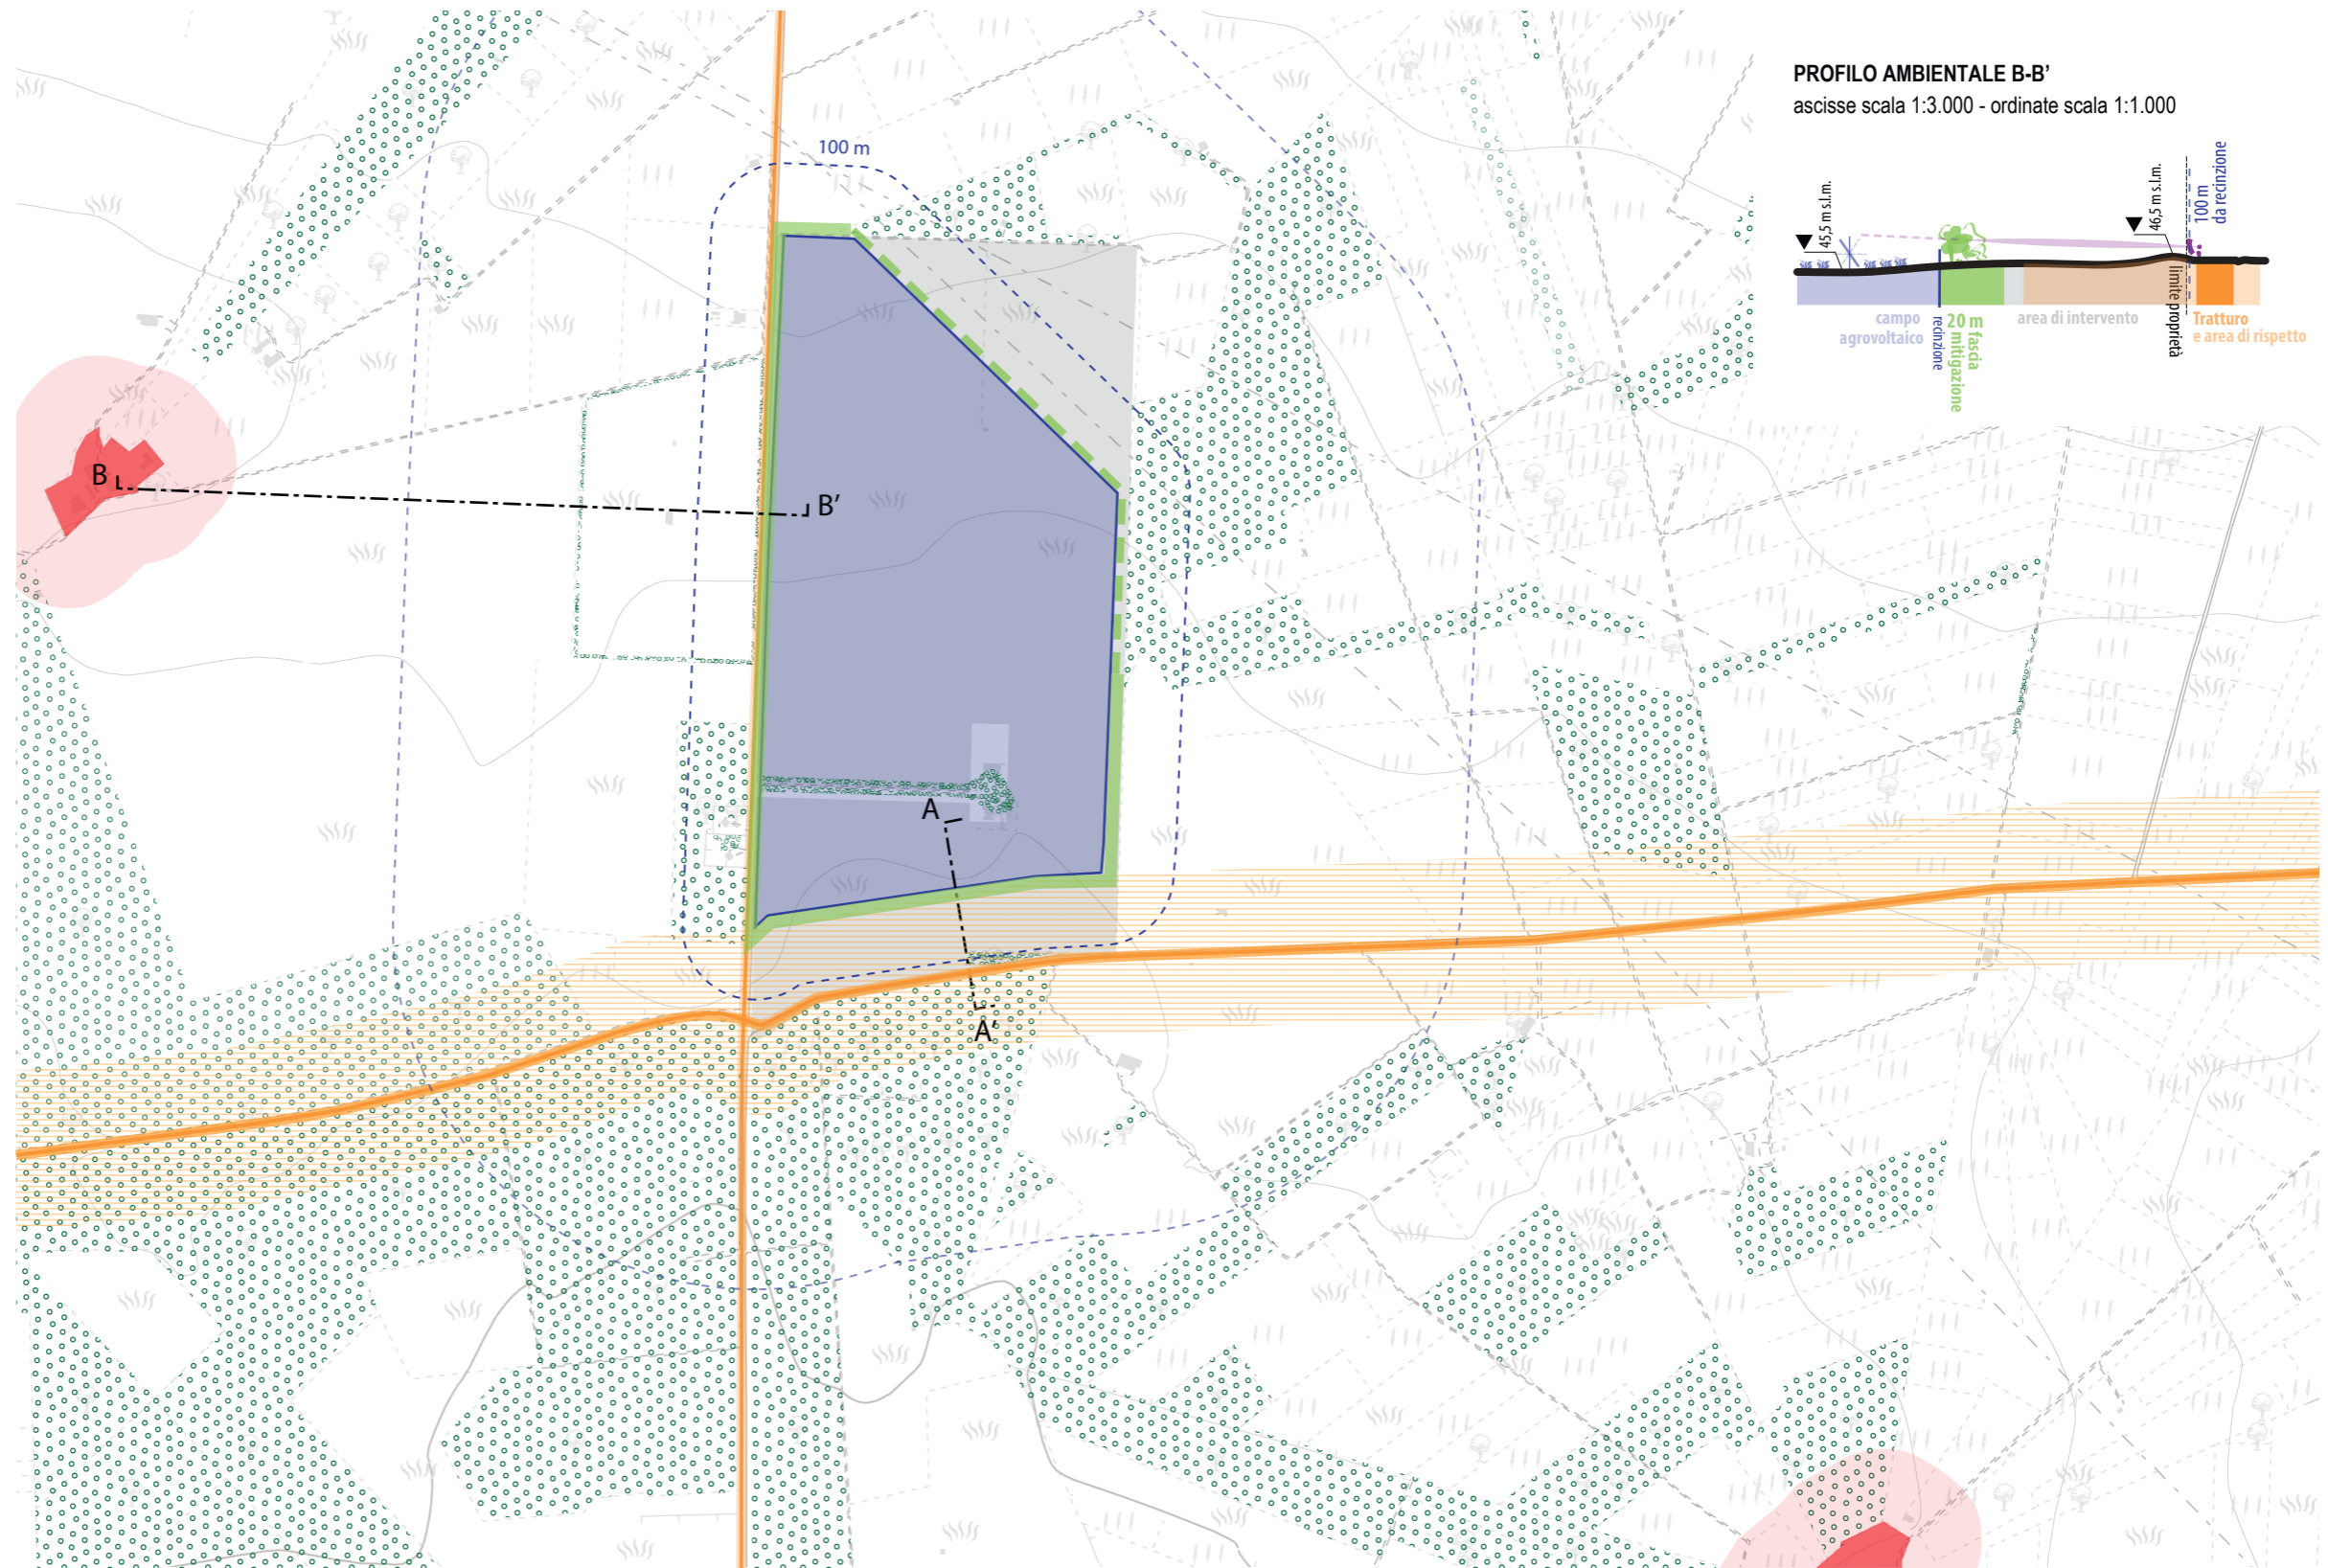 PROFILO AMBIENTALE B-B’
ascisse scala 1:3.000 - ordinate scala 1:1.000
45,5 m s.l.m.
46,5 m s.l.m.
100 m
da recinzione
campo
agrovoltaico
recinzione
20 m
fascia
mitigazione
area di intervento
limite proprietà
Tratturo
e area di rispetto
100 m
B
B’
A
A’